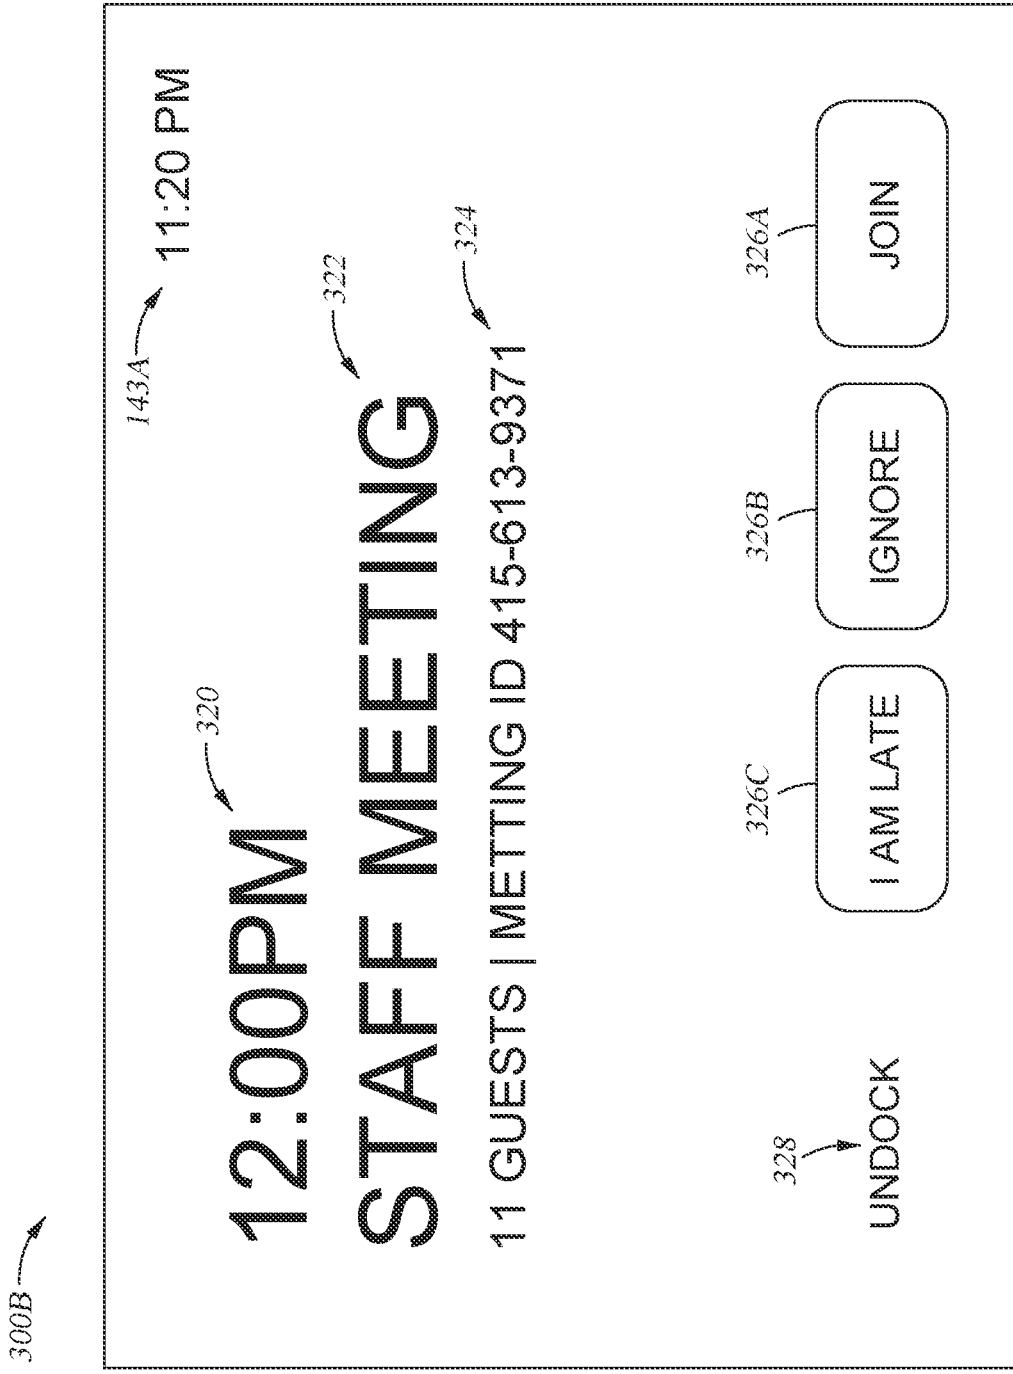 300B
143A
11:20 PM
320
12:00PM
322
STAFF MEETING
324
11 GUESTS | METTING ID 415-613-9371
328
326C
326B
326A
UNDOCK
I AM LATE
IGNORE
JOIN